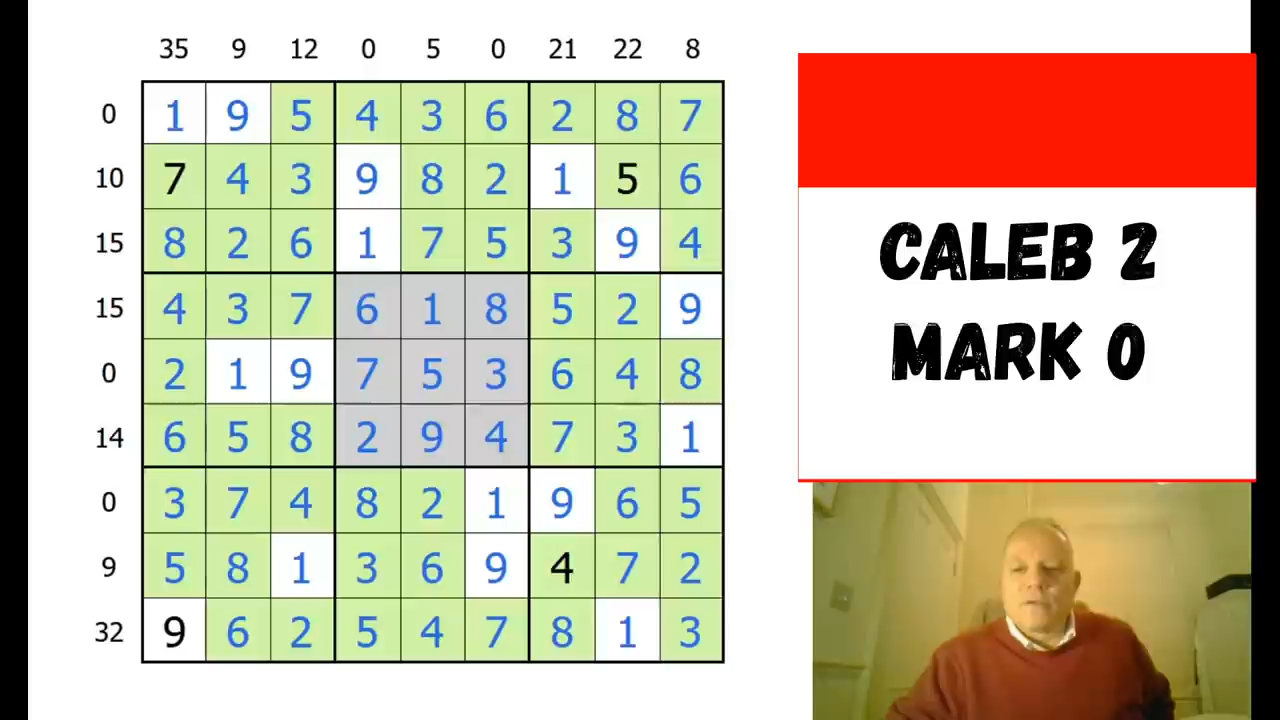 35 9 12 0 5 0 21 22 8
0 1 9 5 4 3 6 2 8 7
10 7 4 3 9 8 2 1 5 6
15 8 2 6 1 7 5 3 9 4
15 4 3 7 6 1 8 5 2 9
0 2 1 9 7 5 3 6 4 8
14 6 5 8 2 9 4 7 3 1
0 3 7 4 8 2 1 9 6 5
9 5 8 1 3 6 9 4 7 2
32 9 6 2 5 4 7 8 1 3
CALEB 2
MARK 0